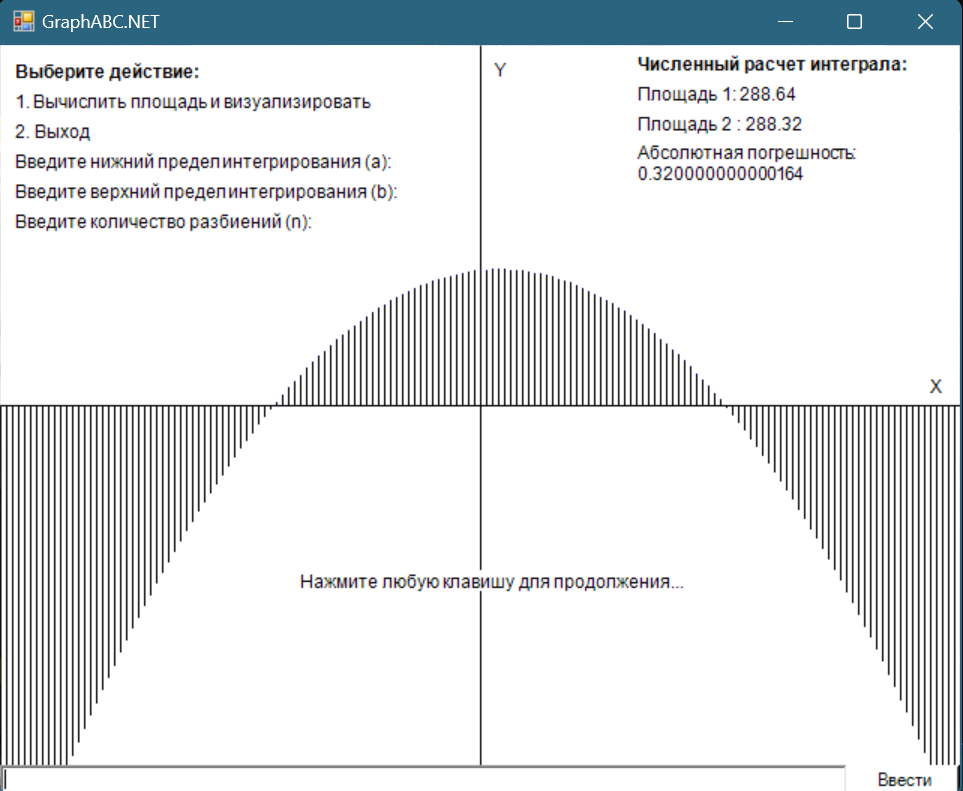 GraphABC.NET
Выберите действие:
1. Вычислить площадь и визуализировать
2. Выход
Введите нижний предел интегрирования (a):
Введите верхний предел интегрирования (b):
Введите количество разбиений (n):
Y
Численный расчет интеграла:
Площадь 1: 288.64
Площадь 2 : 288.32
Абсолютная погрешность:
0.320000000000164
X
Нажмите любую клавишу для продолжения...
Ввести